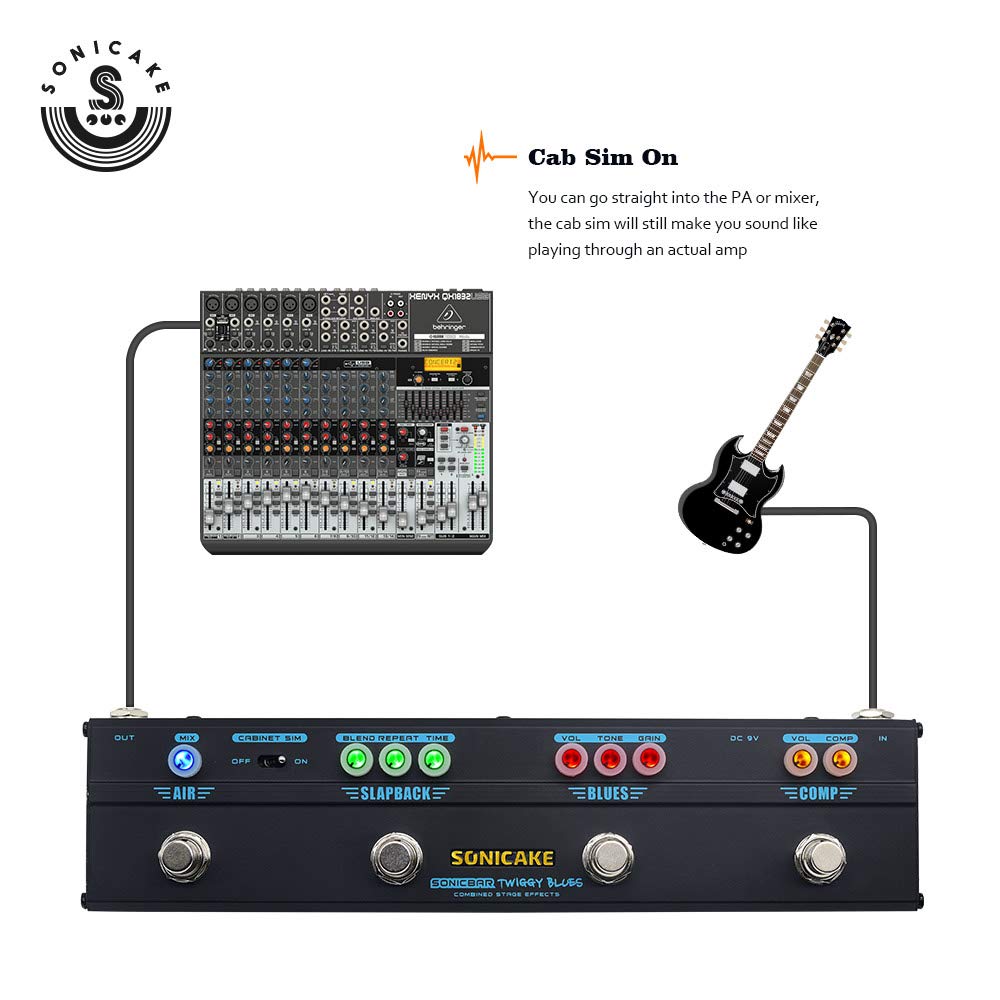 SONICAKE
S
Cab Sim On
You can go straight into the PA or mixer,
the cab sim will still make you sound like
playing through an actual amp
XENYX QX1832USB
behringer
OUT
MIX
CABINET SIM
BLEND REPEAT TIME
VOL TONE GAIN
DC 9V
VOL COMP
IN
OFF ON
AIR
SLAPBACK
BLUES
COMP
SONICAKE
SONICBAR TWIGGY BLUES
COMBINED STAGE EFFECTS